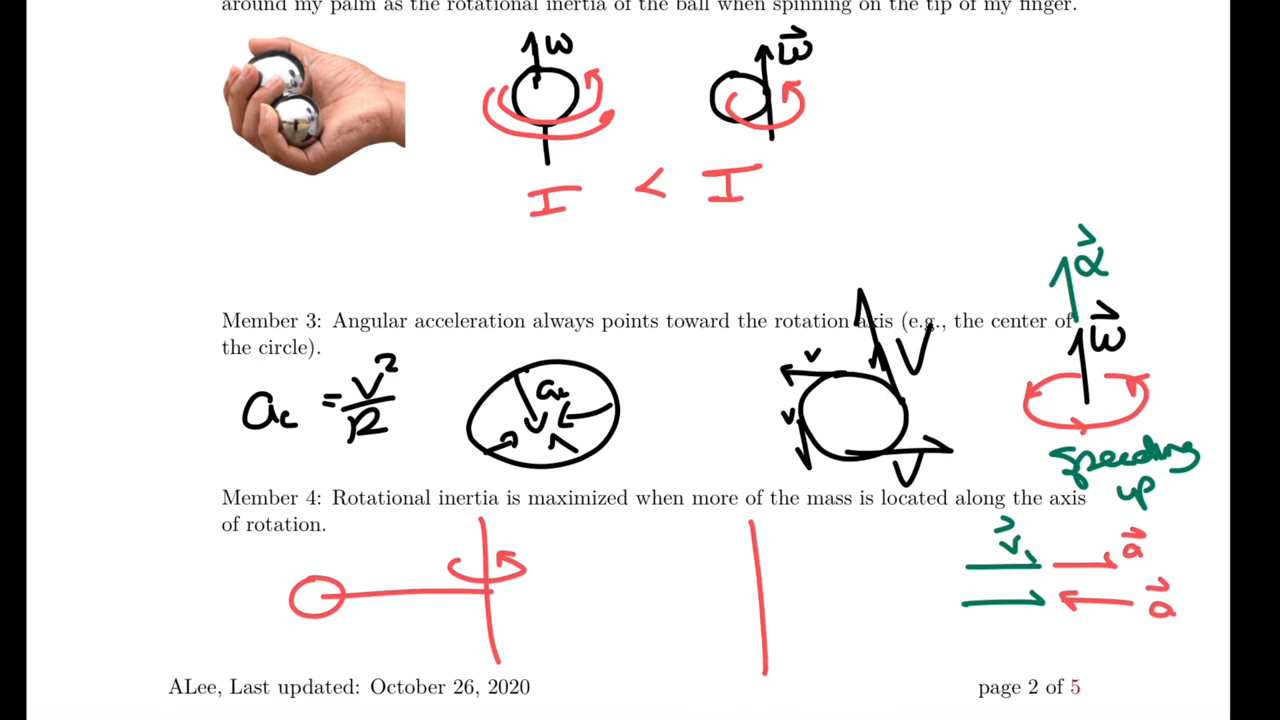 around my palm as the rotational inertia of the ball when spinning on the tip of my finger.
ω
ω
I < I
α
ω
Member 3: Angular acceleration always points toward the rotation axis (e.g., the center of
the circle).
a_c = v²/R
a_c
v
V
v
V
speeding
up
Member 4: Rotational inertia is maximized when more of the mass is located along the axis
of rotation.
v
a
a
ALee, Last updated: October 26, 2020
page 2 of 5